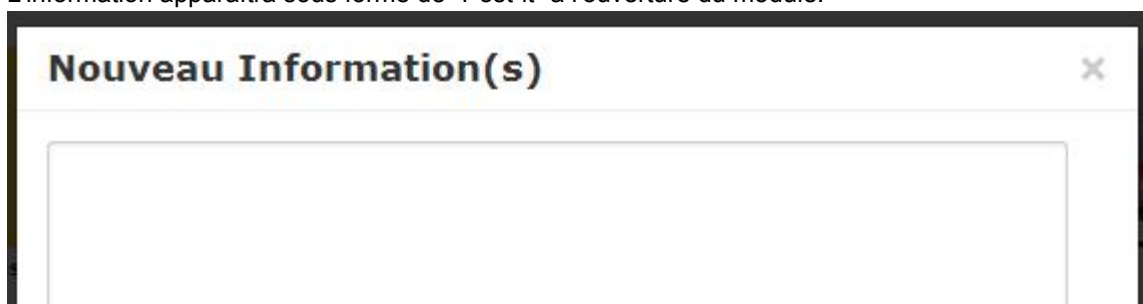 L'information apparaîtra sous forme de "Post-it" à l'ouverture du module.
Nouveau Information(s)
×